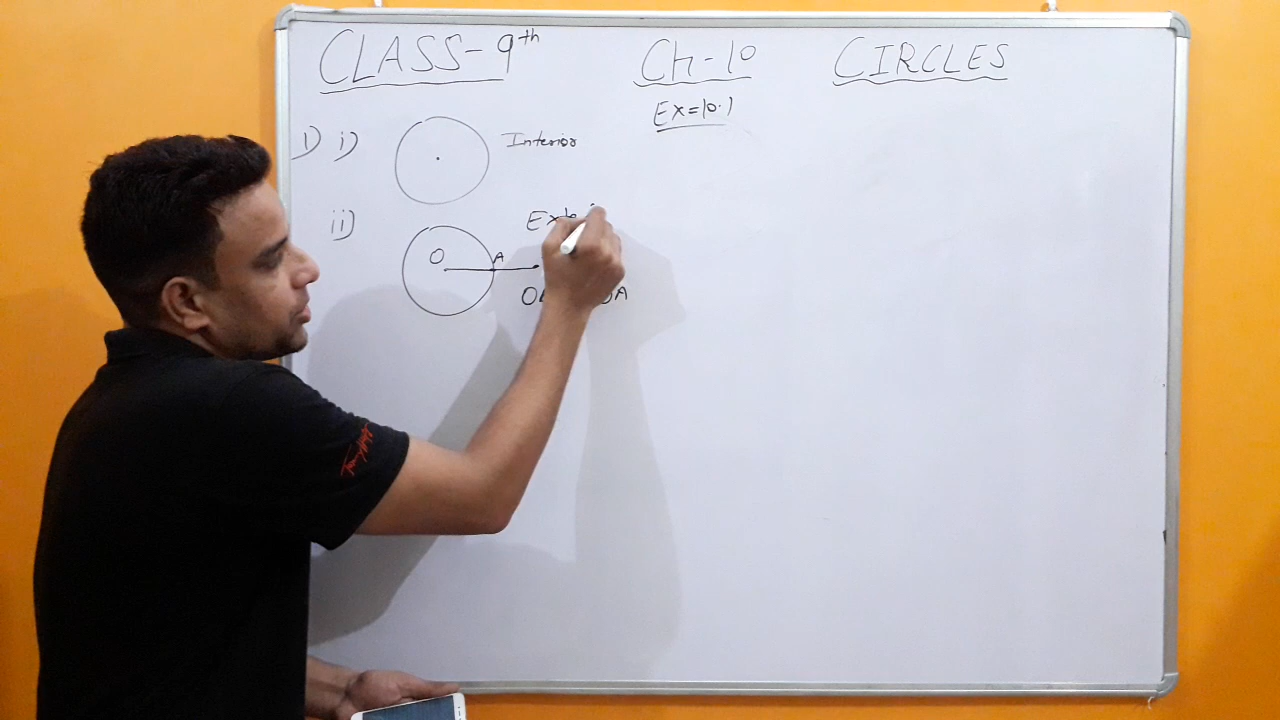 CLASS-9th Ch-10 CIRCLES
Ex=10.1
1) i) Interior
ii)
O A